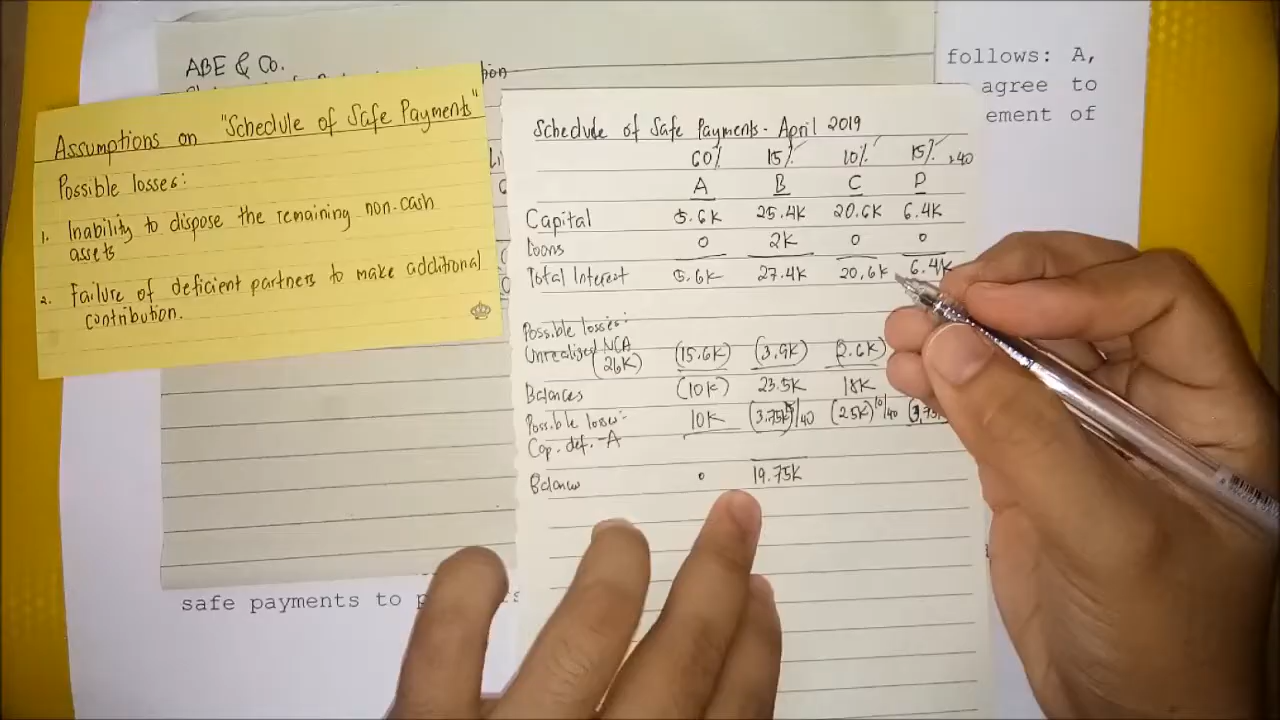 ABE & Co.
follows: A,
agree to
ement of
Assumptions on "Schedule of Safe Payments"
Possible losses:
1. Inability to dispose the remaining non-cash
assets
2. Failure of deficient partners to make additional
contribution.
Schedule of Safe Payments - April 2019
60% 15% 10% 15% 40
A B C D
Capital 5.6K 25.4K 20.6K 6.4K
Loans 0 2K 0 0
Total Interest 5.6K 27.4K 20.6K 6.4K
Possible losses:
Unrealised NCA (15.6K) (3.9K) (2.6K)
(26K)
Balances (10K) 23.5K 18K
Possible losses:- 10K (3.75K) 15/40 (2.5K) 10/40 (3.75
Cap. def. - A
Balance 0 19.75K
safe payments to p